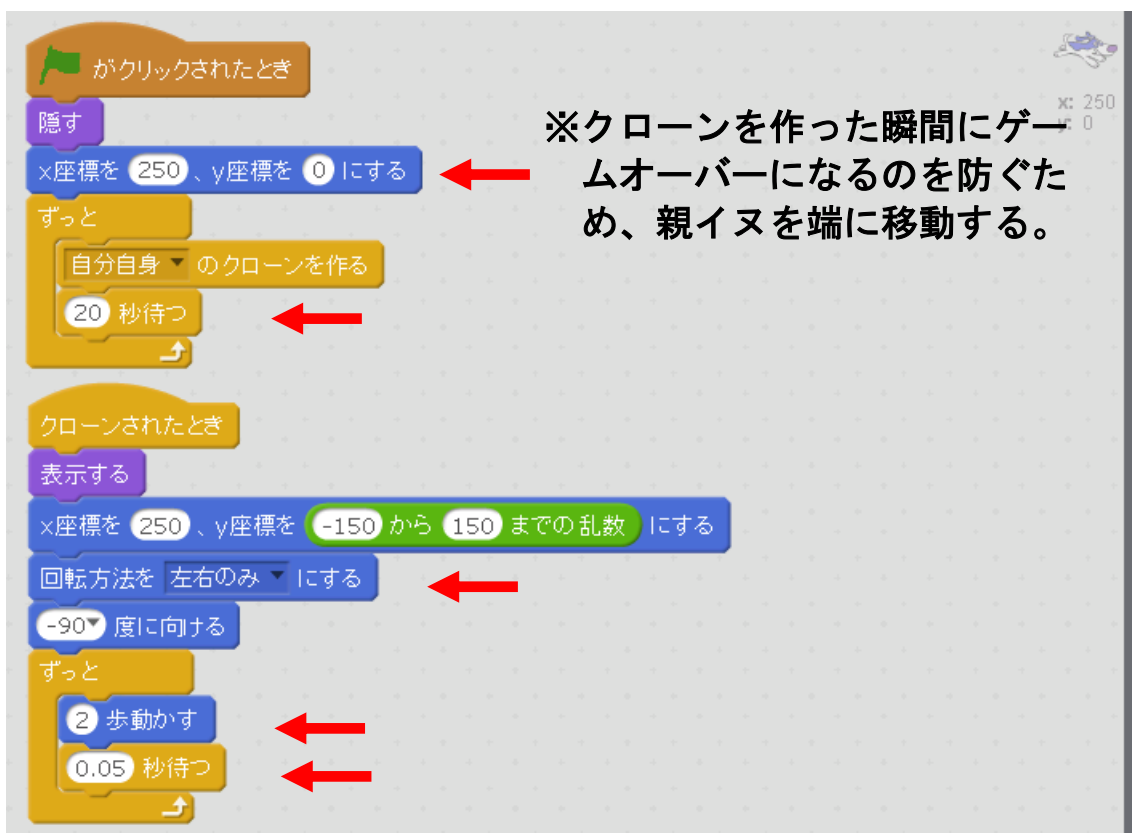 がクリックされたとき
隠す
x座標を 250 、y座標を 0 にする
ずっと
自分自身 のクローンを作る
20 秒待つ
※クローンを作った瞬間にゲー
ムオーバーになるのを防ぐた
め、親イヌを端に移動する。
x: 250
y: 0
クローンされたとき
表示する
x座標を 250 、y座標を -150 から 150 までの乱数 にする
回転方法を 左右のみ にする
-90 度に向ける
ずっと
2 歩動かす
0.05 秒待つ